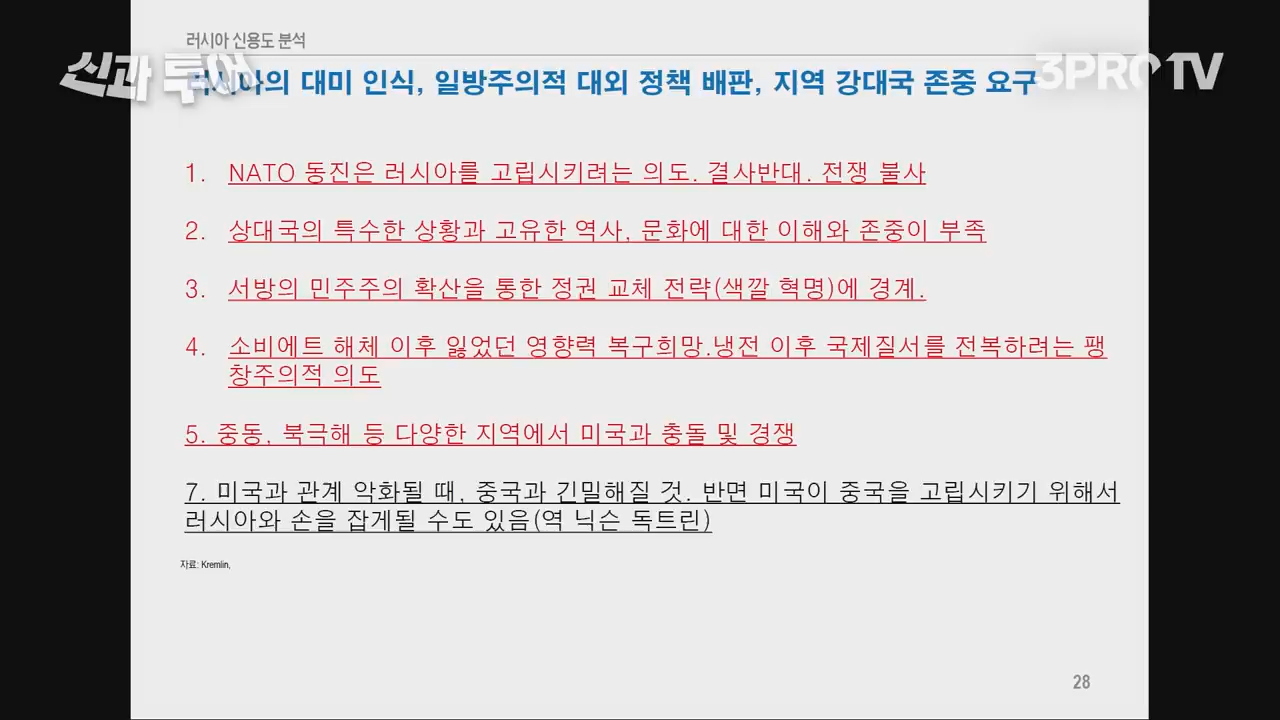 러시아 신용도 분석
신과 투어
3PROTV
러시아의 대미 인식, 일방주의적 대외 정책 배판, 지역 강대국 존중 요구
1. NATO 동진은 러시아를 고립시키려는 의도. 결사반대. 전쟁 불사
2. 상대국의 특수한 상황과 고유한 역사, 문화에 대한 이해와 존중이 부족
3. 서방의 민주주의 확산을 통한 정권 교체 전략(색깔 혁명)에 경계.
4. 소비에트 해체 이후 잃었던 영향력 복구희망.냉전 이후 국제질서를 전복하려는 팽
창주의적 의도
5. 중동, 북극해 등 다양한 지역에서 미국과 충돌 및 경쟁
7. 미국과 관계 악화될 때, 중국과 긴밀해질 것. 반면 미국이 중국을 고립시키기 위해서
러시아와 손을 잡게될 수도 있음(역 닉슨 독트린)
자료: Kremlin,
28